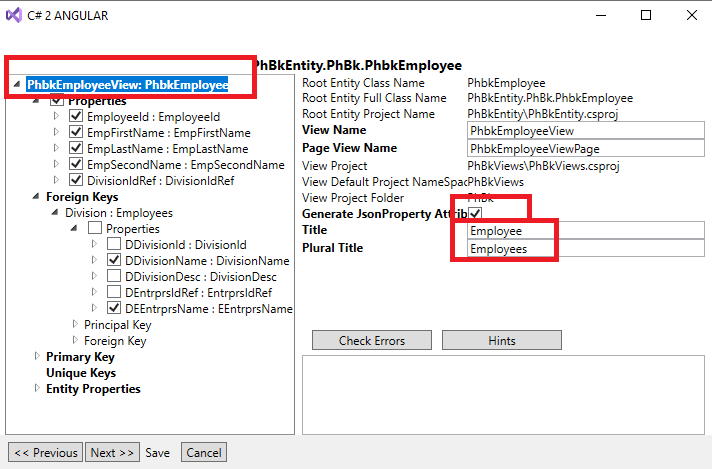 C# 2 ANGULAR
PhBkEntity.PhBk.PhbkEmployee
PhbkEmployeeView: PhbkEmployee
Properties
EmployeeId : EmployeeId
EmpFirstName : EmpFirstName
EmpLastName : EmpLastName
EmpSecondName : EmpSecondName
DivisionIdRef : DivisionIdRef
Foreign Keys
Division : Employees
Properties
DDivisionId : DivisionId
DDivisionName : DivisionName
DDivisionDesc : DivisionDesc
DEntrprsIdRef : EntrprsIdRef
DEEntrprsName : EEntrprsName
Principal Key
Foreign Key
Primary Key
Unique Keys
Entity Properties
Root Entity Class Name PhbkEmployee
Root Entity Full Class Name PhBkEntity.PhBk.PhbkEmployee
Root Entity Project Name PhBkEntity\PhBkEntity.csproj
View Name PhbkEmployeeView
Page View Name PhbkEmployeeViewPage
View Project PhBkViews\PhBkViews.csproj
View Default Project NameSpac PhBkViews
View Project Folder PhBk
Generate JsonProperty Attrib
Title Employee
Plural Title Employees
Check Errors Hints
<< Previous Next >> Save Cancel